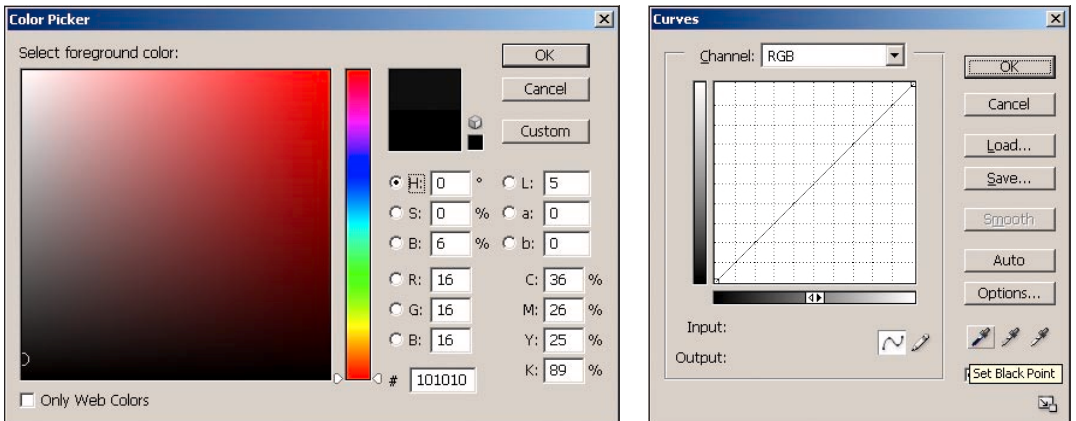 Color Picker
Select foreground color:
OK
Cancel
Custom
H: 0 °
S: 0 %
B: 6 %
R: 16
G: 16
B: 16
# 101010
L: 5
a: 0
b: 0
C: 36 %
M: 26 %
Y: 25 %
K: 89 %
Only Web Colors
Curves
Channel: RGB
OK
Cancel
Load...
Save...
Smooth
Auto
Options...
Input:
Output:
Set Black Point